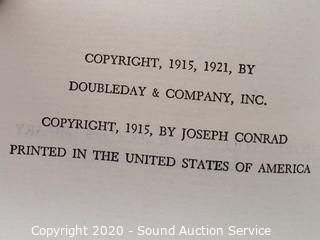 COPYRIGHT, 1915, 1921, BY
DOUBLEDAY & COMPANY, INC.
COPYRIGHT, 1915, BY JOSEPH CONRAD
PRINTED IN THE UNITED STATES OF AMERICA
Copyright 2020 - Sound Auction Service